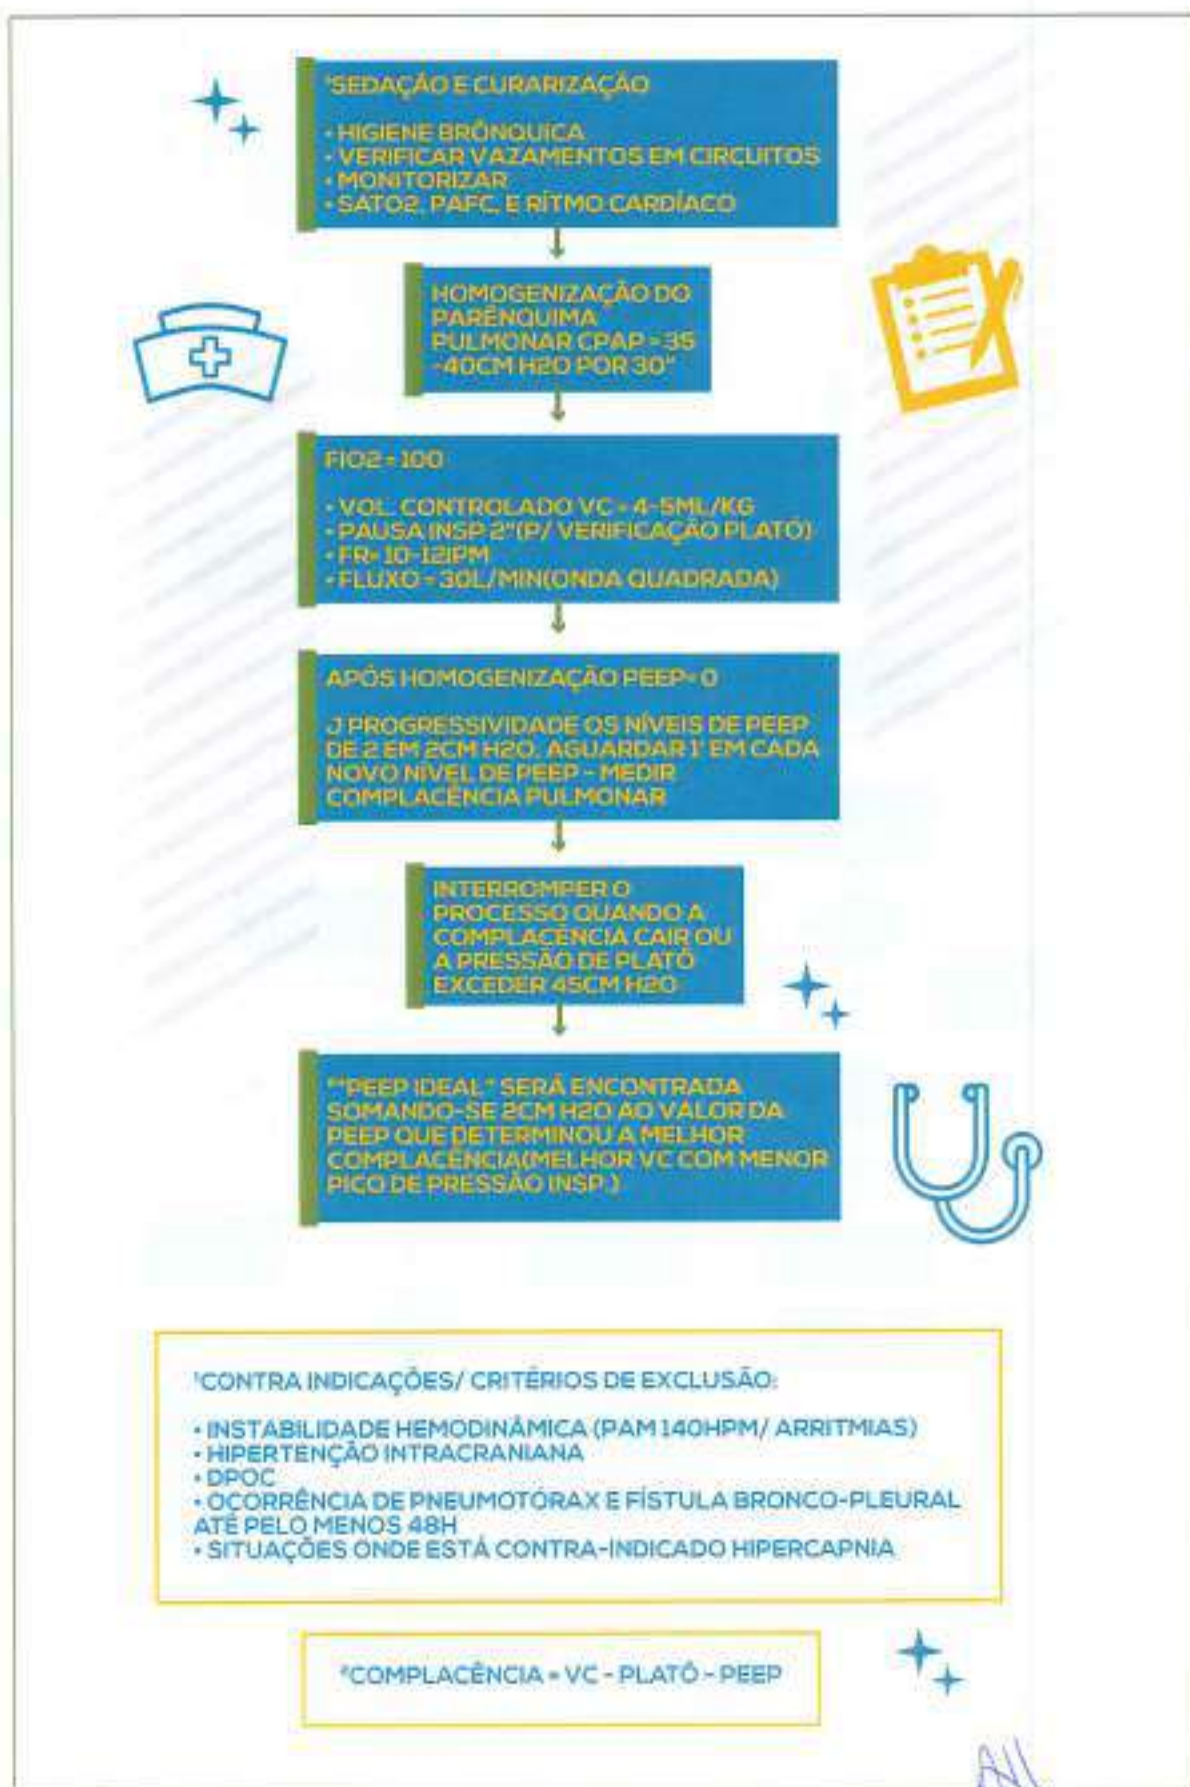 ¹SEDAÇÃO E CURARIZAÇÃO
• HIGIENE BRÔNQUICA
• VERIFICAR VAZAMENTOS EM CIRCUITOS
• MONITORIZAR
• SATO2, PAFC, E RÍTMO CARDÍACO
HOMOGENIZAÇÃO DO
PARÊNQUIMA
PULMONAR CPAP = 35
-40CM H2O POR 30"
FIO2 = 100
• VOL. CONTROLADO VC = 4-5ML/KG
• PAUSA INSP 2"(P/ VERIFICAÇÃO PLATÔ)
• FR= 10-12IPM
• FLUXO = 30L/MIN(ONDA QUADRADA)
APÓS HOMOGENIZAÇÃO PEEP= 0
J PROGRESSIVIDADE OS NÍVEIS DE PEEP
DE 2 EM 2CM H2O, AGUARDAR 1' EM CADA
NOVO NÍVEL DE PEEP - MEDIR
COMPLACÊNCIA PULMONAR
INTERROMPER O
PROCESSO QUANDO A
COMPLACÊNCIA CAIR OU
A PRESSÃO DE PLATÔ
EXCEDER 45CM H2O
""PEEP IDEAL" SERÁ ENCONTRADA
SOMANDO-SE 2CM H2O AO VALOR DA
PEEP QUE DETERMINOU A MELHOR
COMPLACÊNCIA(MELHOR VC COM MENOR
PICO DE PRESSÃO INSP.)
¹CONTRA INDICAÇÕES/ CRITÉRIOS DE EXCLUSÃO:
• INSTABILIDADE HEMODINÂMICA (PAM 140HPM/ ARRITMIAS)
• HIPERTENÇÃO INTRACRANIANA
• DPOC
• OCORRÊNCIA DE PNEUMOTÓRAX E FÍSTULA BRONCO-PLEURAL
ATÉ PELO MENOS 48H
• SITUAÇÕES ONDE ESTÁ CONTRA-INDICADO HIPERCAPNIA
²COMPLACÊNCIA = VC - PLATÔ - PEEP